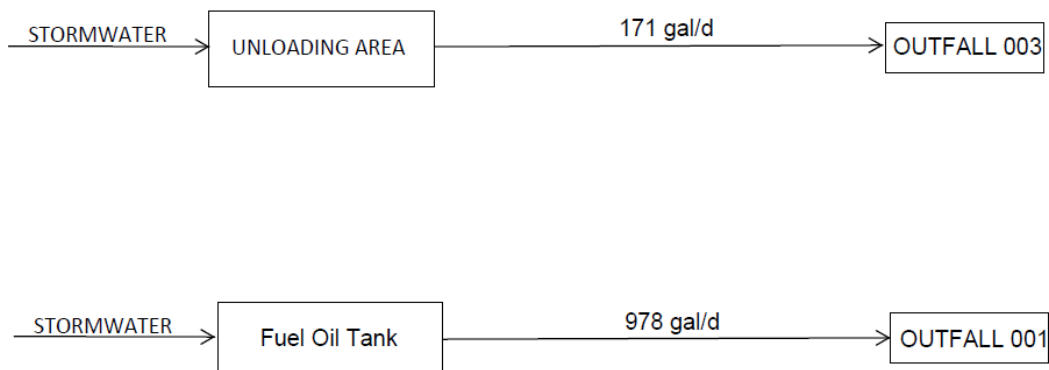 STORMWATER
UNLOADING AREA
171 gal/d
OUTFALL 003
STORMWATER
Fuel Oil Tank
978 gal/d
OUTFALL 001